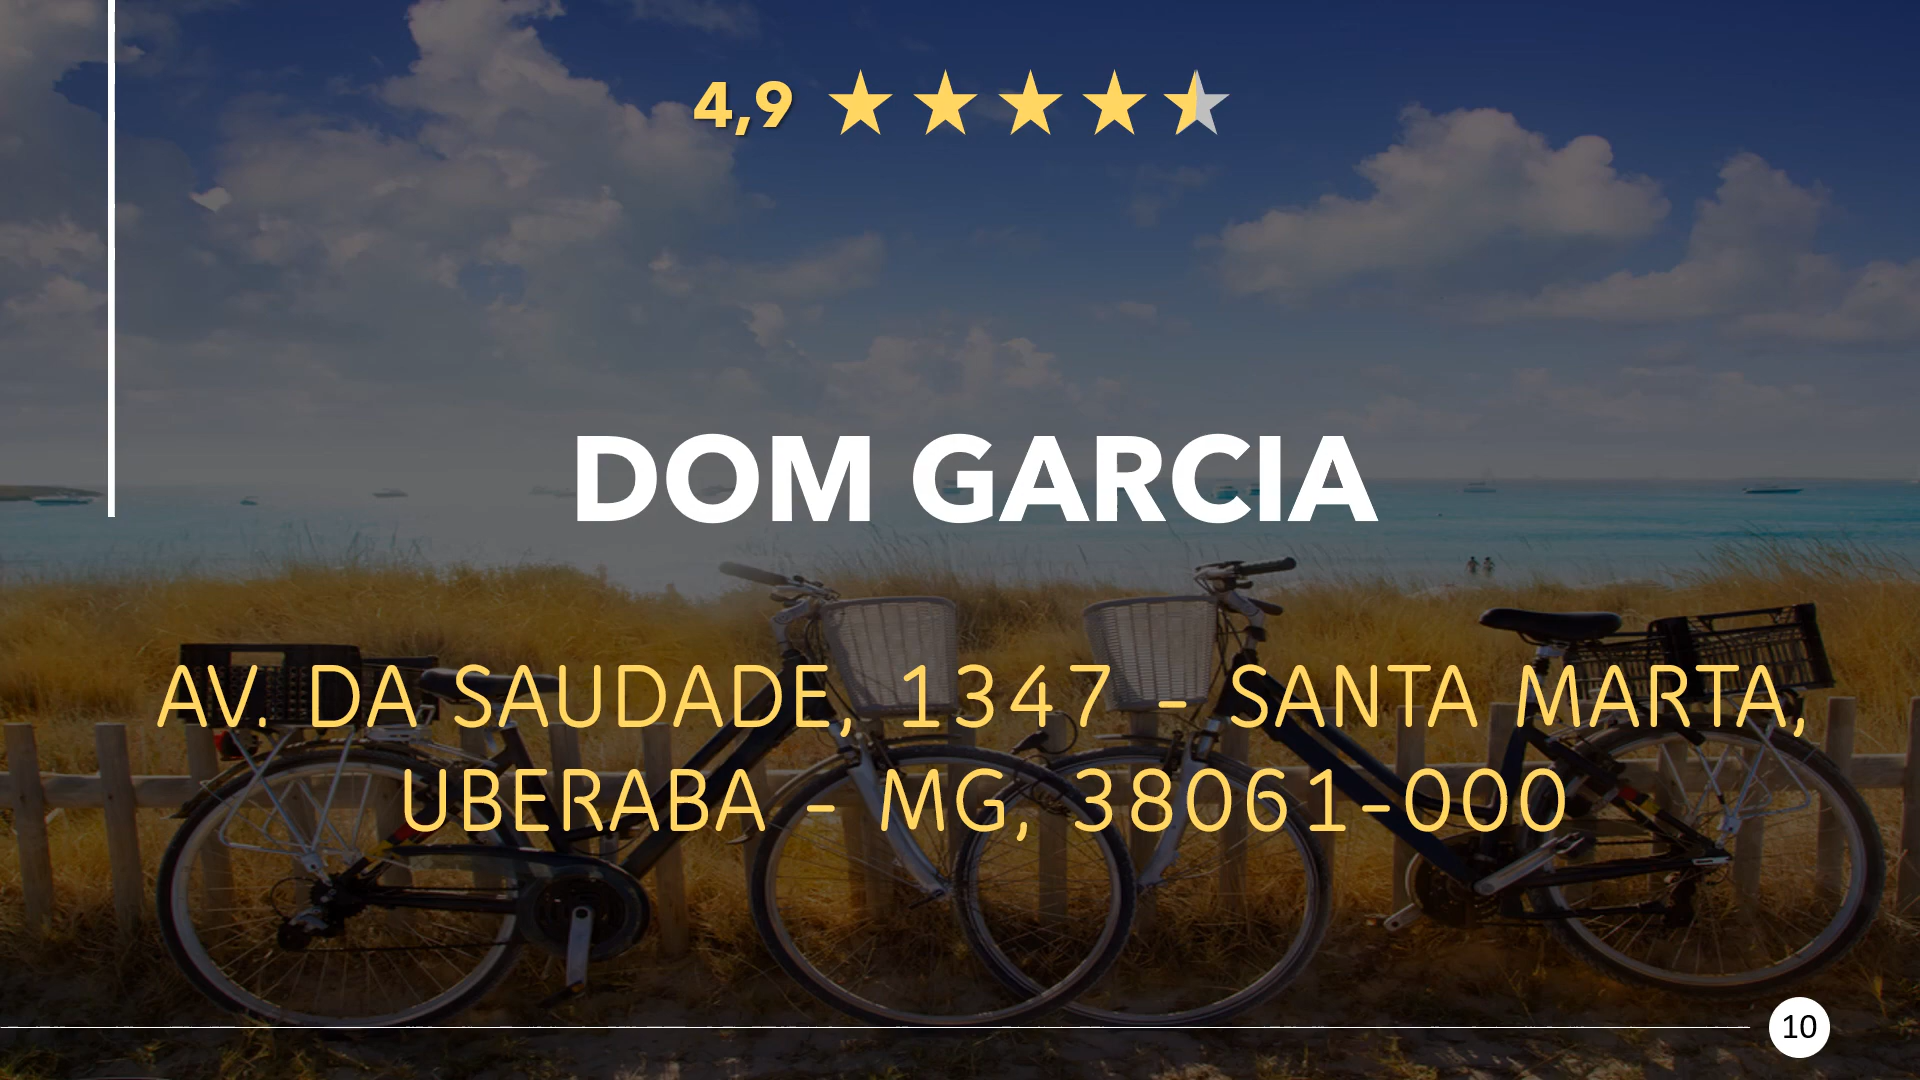 4,9
DOM GARCIA
AV. DA SAUDADE, 1347 - SANTA MARTA,
UBERABA - MG, 38061-000
10